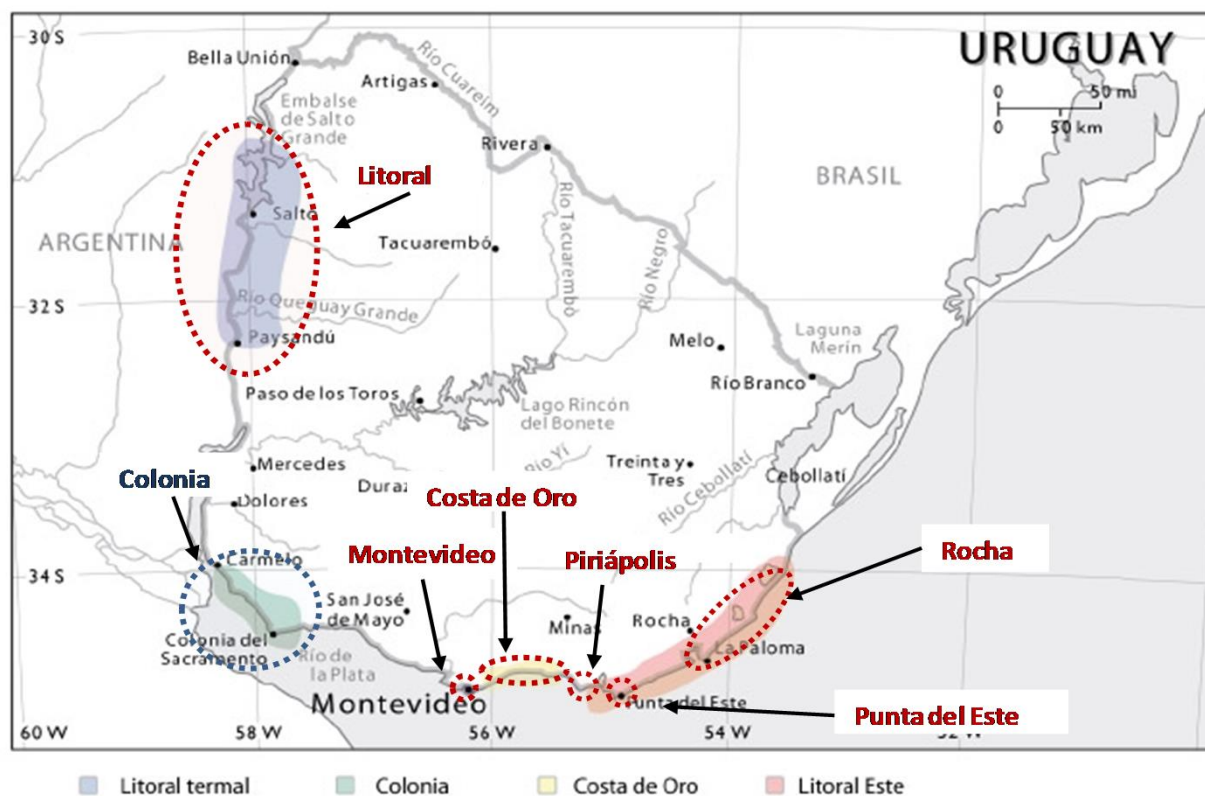 30 S
URUGUAY
Bella Unión
Río Cuareim
0 50 mi
0 50 km
Artigas
Embalse
de Salto
Grande
Rivera
BRASIL
Litoral
Río Tacuarembó
Río Negro
Salto
ARGENTINA
Tacuarembó
32 S
Río Queguay Grande
Paysandú
Melo
Laguna
Merín
Río Branco
Paso de los Toros
Lago Rincón
del Bonete
Mercedes
Río Yí
Treinta y
Tres
Cebollatí
Río Cebollatí
Colonia
Duraz
Costa de Oro
Dolores
Montevideo
Piriápolis
Rocha
34 S
Carmelo
San José
de Mayo
Minas
Rocha
La Paloma
Colonia del
Sacramento
Río de
la Plata
Montevideo
Punta del Este
Punta del Este
60 W
58 W
56 W
54 W
52 W
Litoral termal
Colonia
Costa de Oro
Litoral Este